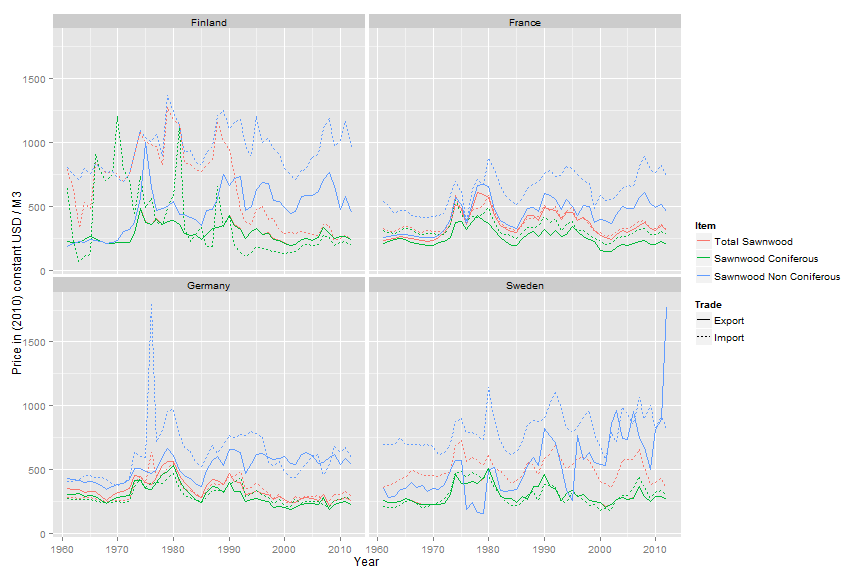 Finland
France
1500
1000
500
0
Germany
Sweden
1500
1000
500
0
1960 1970 1980 1990 2000 2010
1960 1970 1980 1990 2000 2010
Year
Price in (2010) constant USD / M3
Item
Total Sawnwood
Sawnwood Coniferous
Sawnwood Non Coniferous
Trade
Export
Import